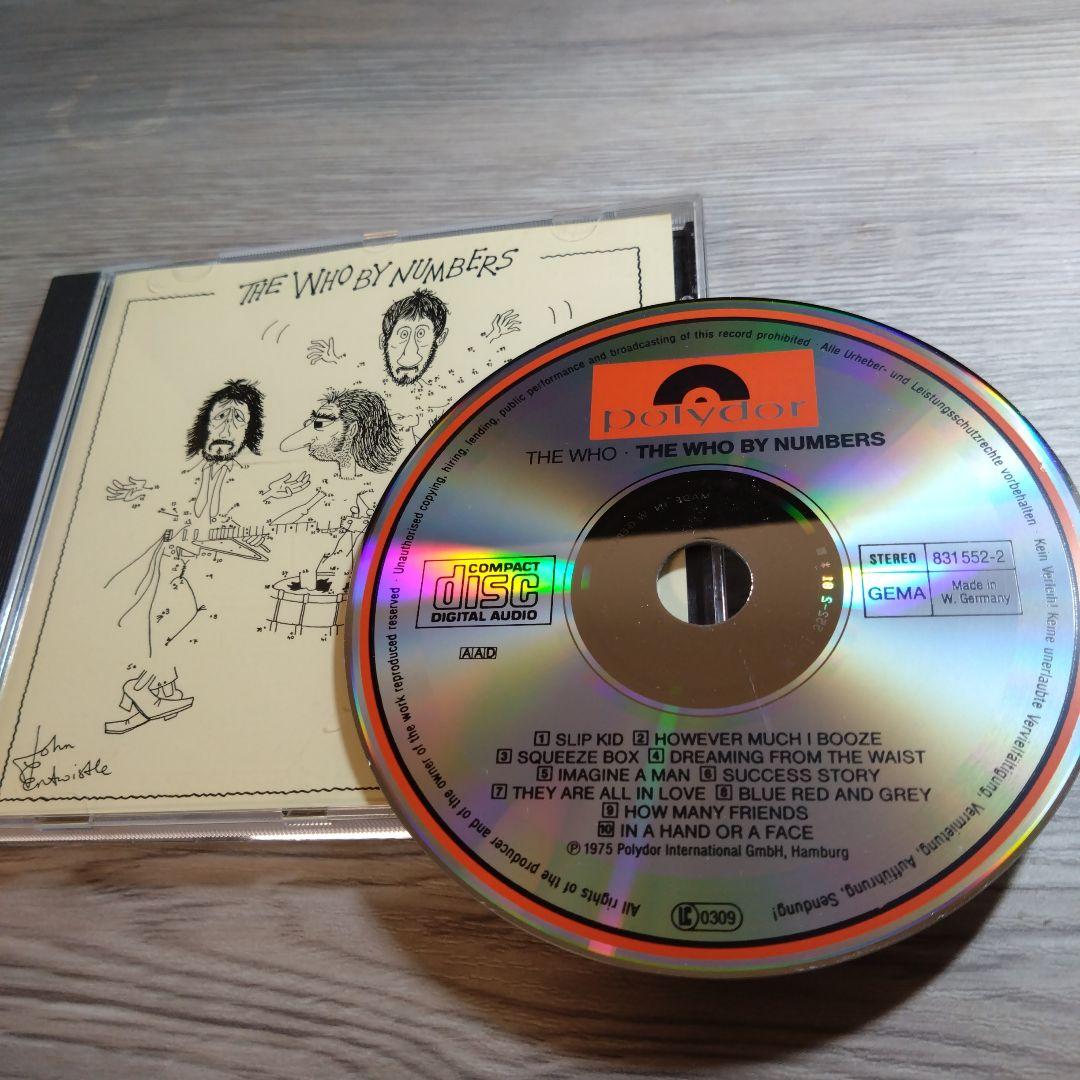 THE WHO BY NUMBERS
John
Entwistle
All rights of the producer and of the owner of the work reproduced reserved · Unauthorised copying, hiring, lending, public performance and broadcasting of this record prohibited · Alle Urheber- und Leistungsschutzrechte vorbehalten · Kein Verleih! Keine unerlaubte Vervielfältigung, Vermietung, Aufführung, Sendung!
polydor
THE WHO · THE WHO BY NUMBERS
COMPACT
disc
DIGITAL AUDIO
AAD
STEREO 831 552-2
GEMA Made in
W. Germany
1 SLIP KID 2 HOWEVER MUCH I BOOZE
3 SQUEEZE BOX 4 DREAMING FROM THE WAIST
5 IMAGINE A MAN 6 SUCCESS STORY
7 THEY ARE ALL IN LOVE 8 BLUE RED AND GREY
9 HOW MANY FRIENDS
10 IN A HAND OR A FACE
℗ 1975 Polydor International GmbH, Hamburg
LC 0309